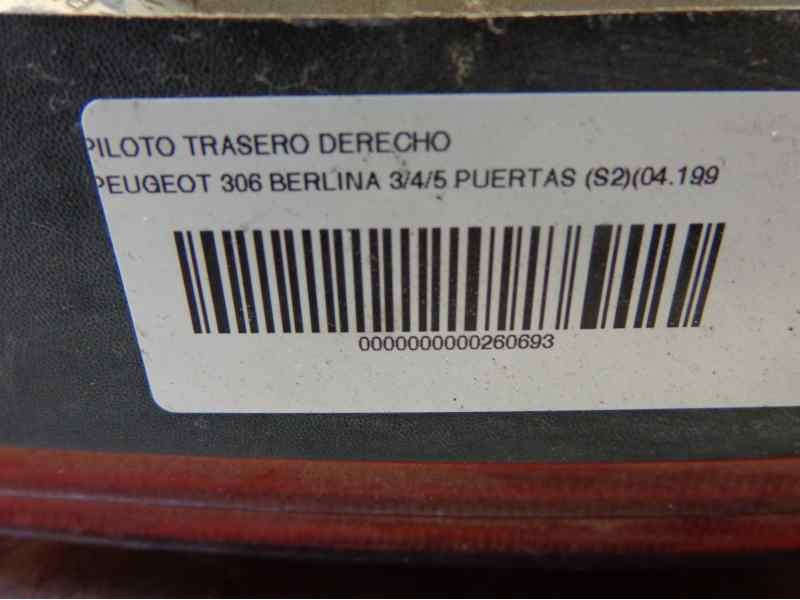 PILOTO TRASERO DERECHO
PEUGEOT 306 BERLINA 3/4/5 PUERTAS (S2)(04.199
0000000000260693